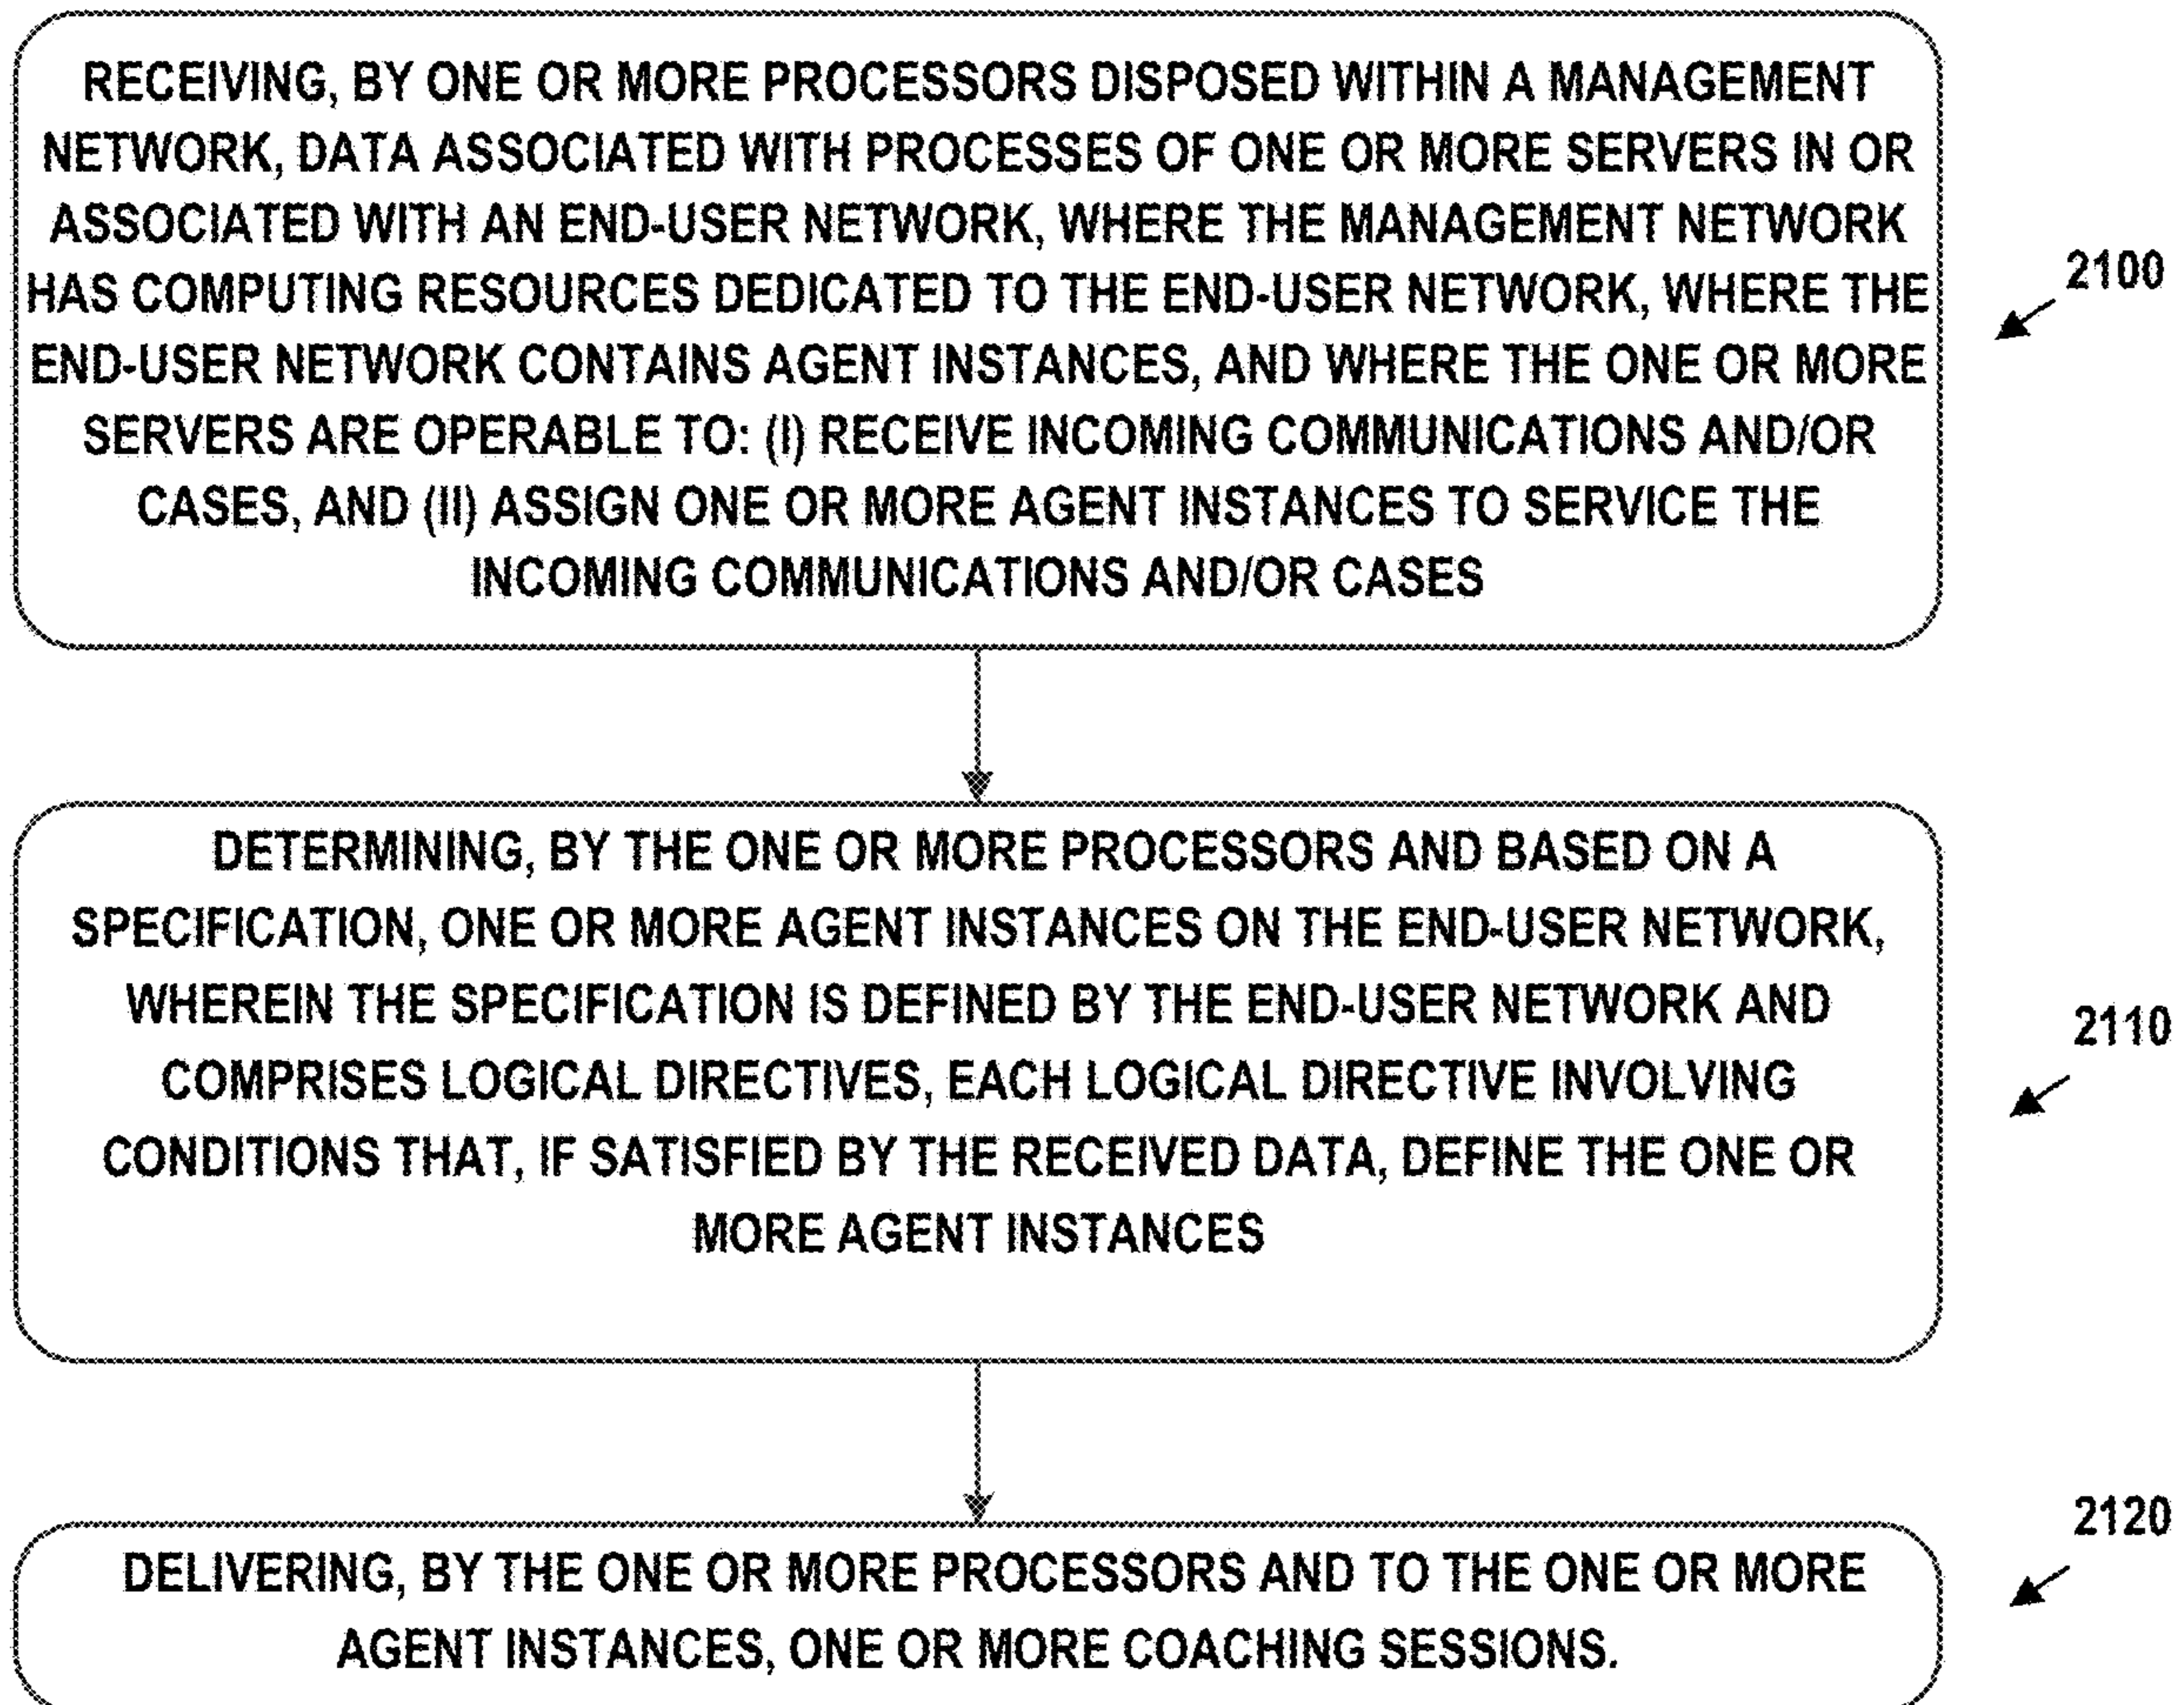 RECEIVING, BY ONE OR MORE PROCESSORS DISPOSED WITHIN A MANAGEMENT
NETWORK, DATA ASSOCIATED WITH PROCESSES OF ONE OR MORE SERVERS IN OR
ASSOCIATED WITH AN END-USER NETWORK, WHERE THE MANAGEMENT NETWORK
HAS COMPUTING RESOURCES DEDICATED TO THE END-USER NETWORK, WHERE THE
END-USER NETWORK CONTAINS AGENT INSTANCES, AND WHERE THE ONE OR MORE
SERVERS ARE OPERABLE TO: (I) RECEIVE INCOMING COMMUNICATIONS AND/OR
CASES, AND (II) ASSIGN ONE OR MORE AGENT INSTANCES TO SERVICE THE
INCOMING COMMUNICATIONS AND/OR CASES
2100
DETERMINING, BY THE ONE OR MORE PROCESSORS AND BASED ON A
SPECIFICATION, ONE OR MORE AGENT INSTANCES ON THE END-USER NETWORK,
WHEREIN THE SPECIFICATION IS DEFINED BY THE END-USER NETWORK AND
COMPRISES LOGICAL DIRECTIVES, EACH LOGICAL DIRECTIVE INVOLVING
CONDITIONS THAT, IF SATISFIED BY THE RECEIVED DATA, DEFINE THE ONE OR
MORE AGENT INSTANCES
2110
DELIVERING, BY THE ONE OR MORE PROCESSORS AND TO THE ONE OR MORE
AGENT INSTANCES, ONE OR MORE COACHING SESSIONS.
2120